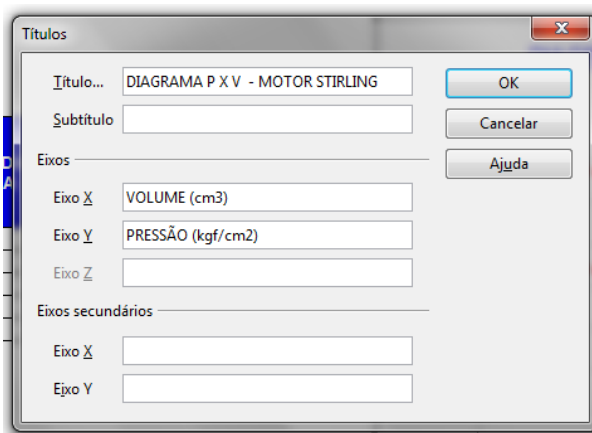 Títulos
Título... DIAGRAMA P X V - MOTOR STIRLING
OK
Subtítulo
Cancelar
Eixos
Ajuda
Eixo X VOLUME (cm3)
Eixo Y PRESSÃO (kgf/cm2)
Eixo Z
Eixos secundários
Eixo X
Eixo Y
D
A